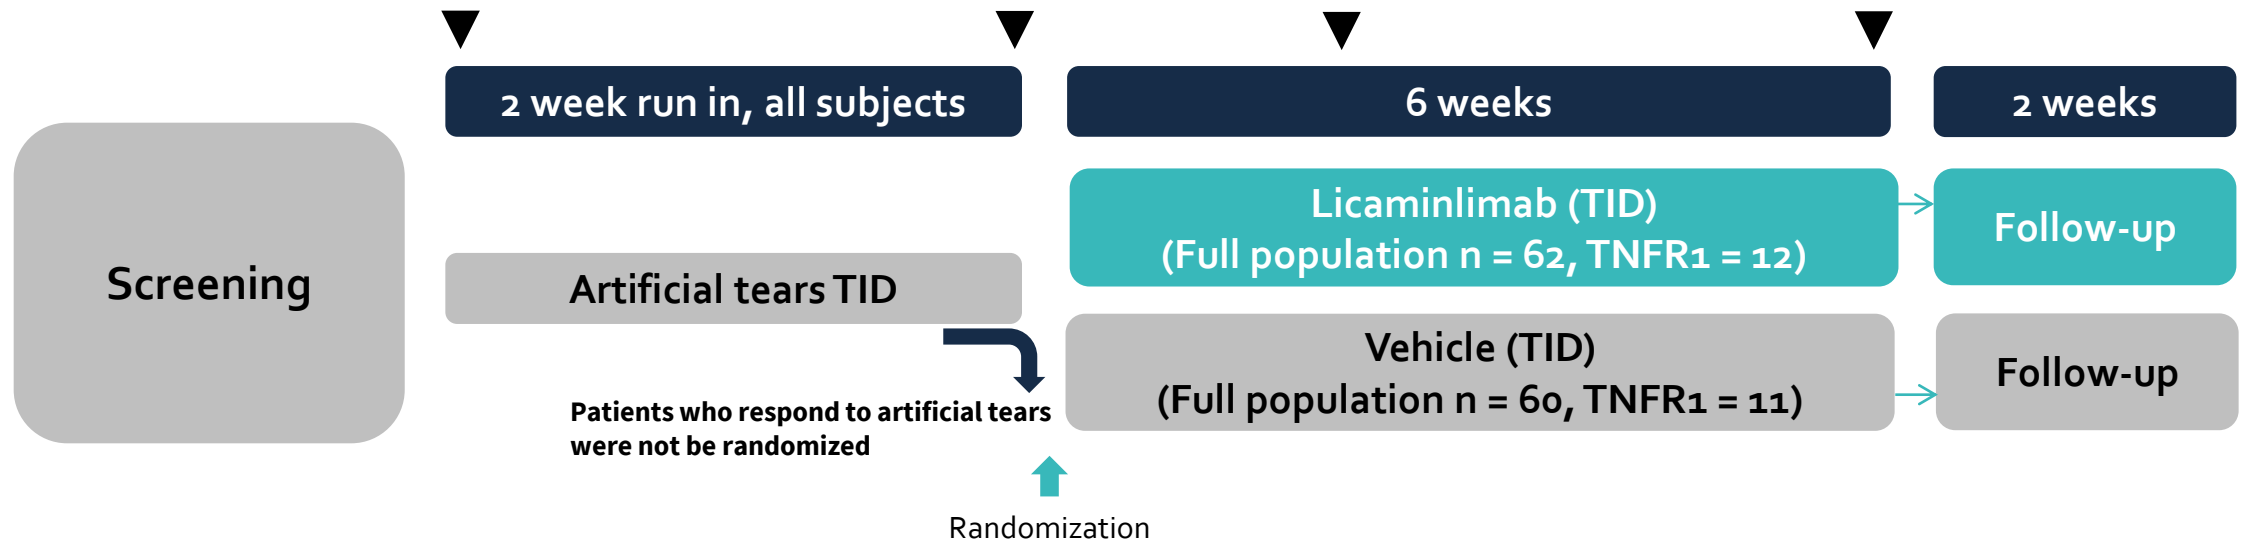 2 week run in, all subjects
6 weeks
2 weeks
Screening
Artificial tears TID
Licaminlimab (TID)
(Full population n = 62, TNFR1 = 12)
Follow-up
Vehicle (TID)
(Full population n = 60, TNFR1 = 11)
Follow-up
Patients who respond to artificial tears
were not be randomized
Randomization